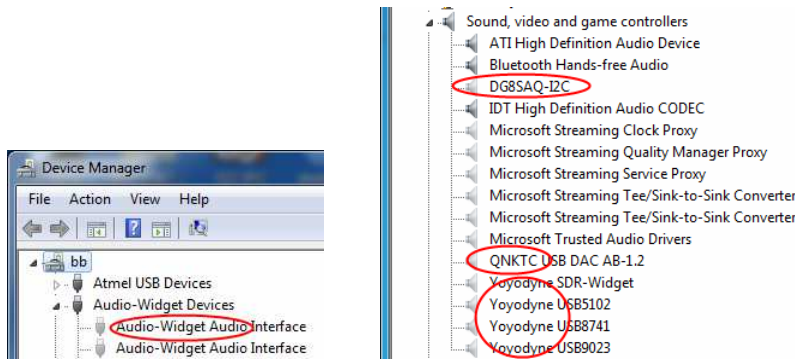 Device Manager
File Action View Help
bb
Atmel USB Devices
Audio-Widget Devices
Audio-Widget Audio Interface
Audio-Widget Audio Interface
Sound, video and game controllers
ATI High Definition Audio Device
Bluetooth Hands-free Audio
DG8SAQ-I2C
IDT High Definition Audio CODEC
Microsoft Streaming Clock Proxy
Microsoft Streaming Quality Manager Proxy
Microsoft Streaming Service Proxy
Microsoft Streaming Tee/Sink-to-Sink Converter
Microsoft Streaming Tee/Sink-to-Sink Converter
Microsoft Trusted Audio Drivers
QNKTC USB DAC AB-1.2
Yoyodyne SDR-Widget
Yoyodyne USB5102
Yoyodyne USB8741
Yoyodyne USB9023